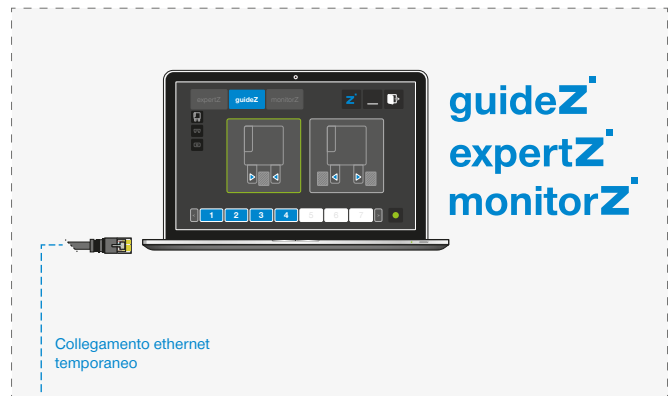 expertZ guideZ monitorZ Z
guideZ
expertZ
monitorZ
1 2 3 4 5 6 7
Collegamento ethernet
temporaneo